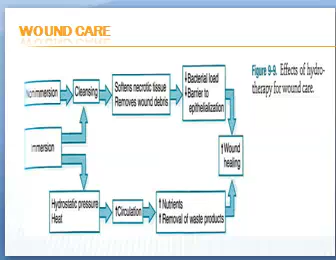 WOUND CARE
Nonimmersion
Cleansing
Softens necrotic tissue
Removes wound debris
↓Bacterial load
↓Barrier to
epithelialization
Figure 9-9. Effects of hydro-
therapy for wound care.
Immersion
↑Wound
healing
Hydrostatic pressure
Heat
↑Circulation
↑Nutrients
↑Removal of waste products